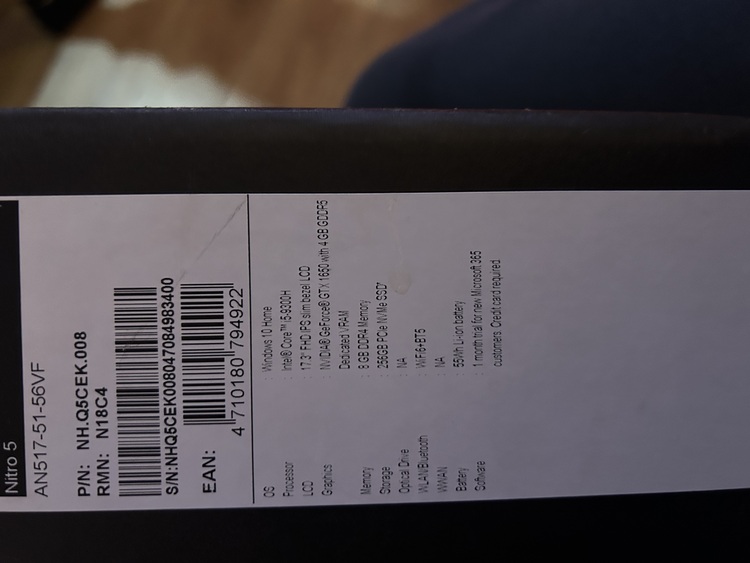 Nitro 5
AN517-51-56VF
P/N: NH.Q5CEK.008
RMN: N18C4
S/N:NHQ5CEK008047084983400
EAN:
4 710180 794922
OS : Windows 10 Home
Processor : Intel® Core™ i5-9300H
LCD : 17.3" FHD IPS slim bezel LCD
Graphics : NVIDIA® GeForce® GTX 1650 with 4 GB GDDR5
Dedicated VRAM
Memory : 8 GB DDR4 Memory
Storage : 256GB PCIe NVMe SSD*
Optical Drive : NA
WLAN/Bluetooth : WiFi6+BT5
WWAN : NA
Battery : 55Wh Li-ion battery
Software : 1 month trial for new Microsoft 365
customers. Credit card required.